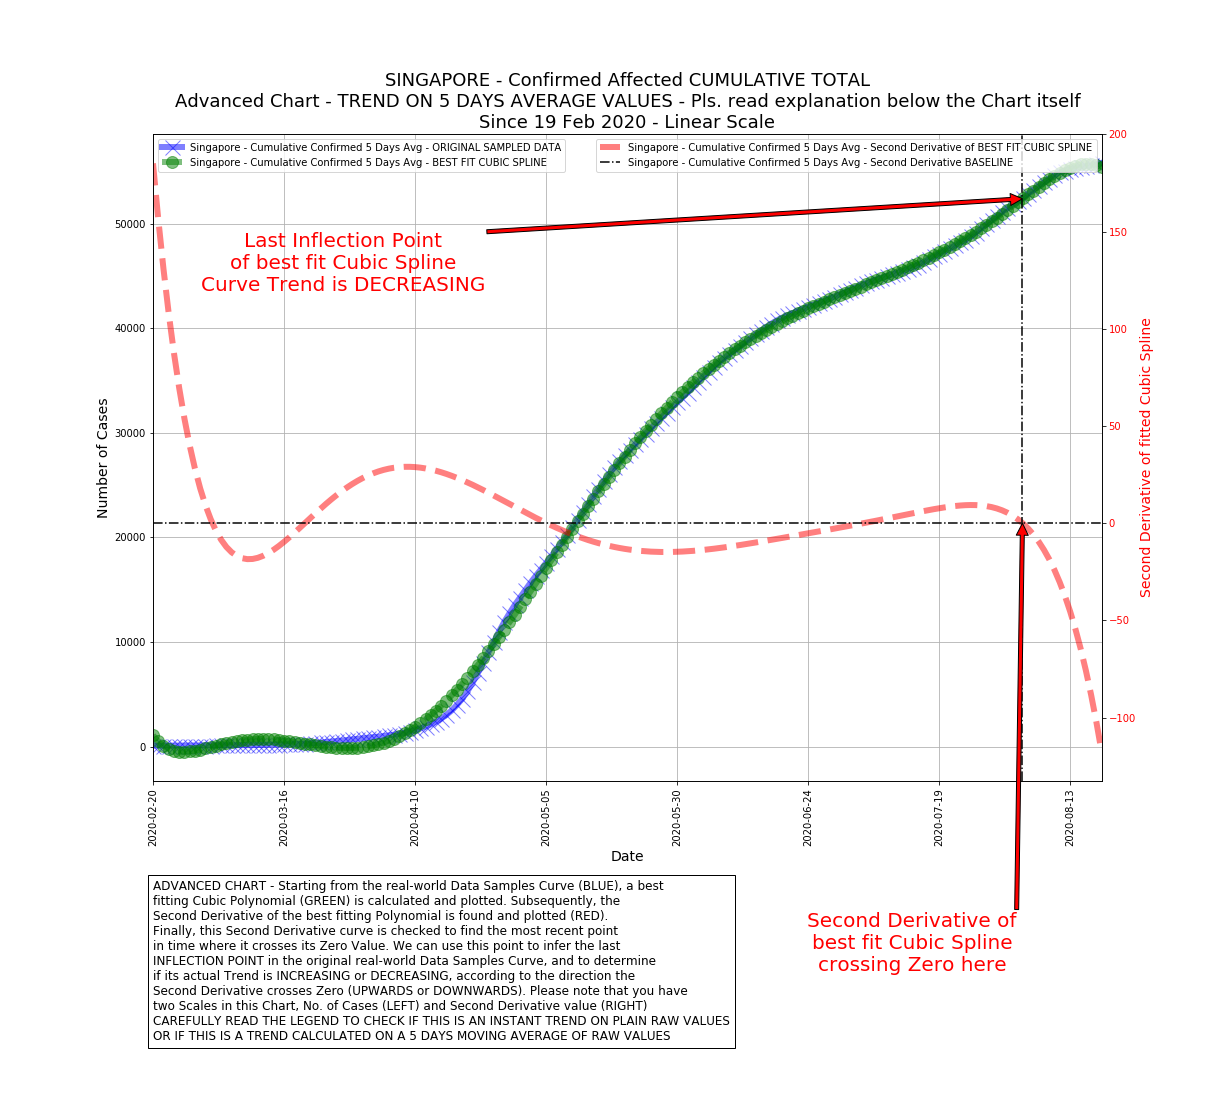 SINGAPORE - Confirmed Affected CUMULATIVE TOTAL
Advanced Chart - TREND ON 5 DAYS AVERAGE VALUES - Pls. read explanation below the Chart itself
Since 19 Feb 2020 - Linear Scale
Singapore - Cumulative Confirmed 5 Days Avg - ORIGINAL SAMPLED DATA
Singapore - Cumulative Confirmed 5 Days Avg - BEST FIT CUBIC SPLINE
Singapore - Cumulative Confirmed 5 Days Avg - Second Derivative of BEST FIT CUBIC SPLINE
Singapore - Cumulative Confirmed 5 Days Avg - Second Derivative BASELINE
Last Inflection Point
of best fit Cubic Spline
Curve Trend is DECREASING
Number of Cases
50000
40000
30000
20000
10000
0
200
150
100
50
0
−50
−100
Second Derivative of fitted Cubic Spline
2020-02-20
2020-03-16
2020-04-10
2020-05-05
2020-05-30
2020-06-24
2020-07-19
2020-08-13
Date
ADVANCED CHART - Starting from the real-world Data Samples Curve (BLUE), a best
fitting Cubic Polynomial (GREEN) is calculated and plotted. Subsequently, the
Second Derivative of the best fitting Polynomial is found and plotted (RED).
Finally, this Second Derivative curve is checked to find the most recent point
in time where it crosses its Zero Value. We can use this point to infer the last
INFLECTION POINT in the original real-world Data Samples Curve, and to determine
if its actual Trend is INCREASING or DECREASING, according to the direction the
Second Derivative crosses Zero (UPWARDS or DOWNWARDS). Please note that you have
two Scales in this Chart, No. of Cases (LEFT) and Second Derivative value (RIGHT)
CAREFULLY READ THE LEGEND TO CHECK IF THIS IS AN INSTANT TREND ON PLAIN RAW VALUES
OR IF THIS IS A TREND CALCULATED ON A 5 DAYS MOVING AVERAGE OF RAW VALUES
Second Derivative of
best fit Cubic Spline
crossing Zero here